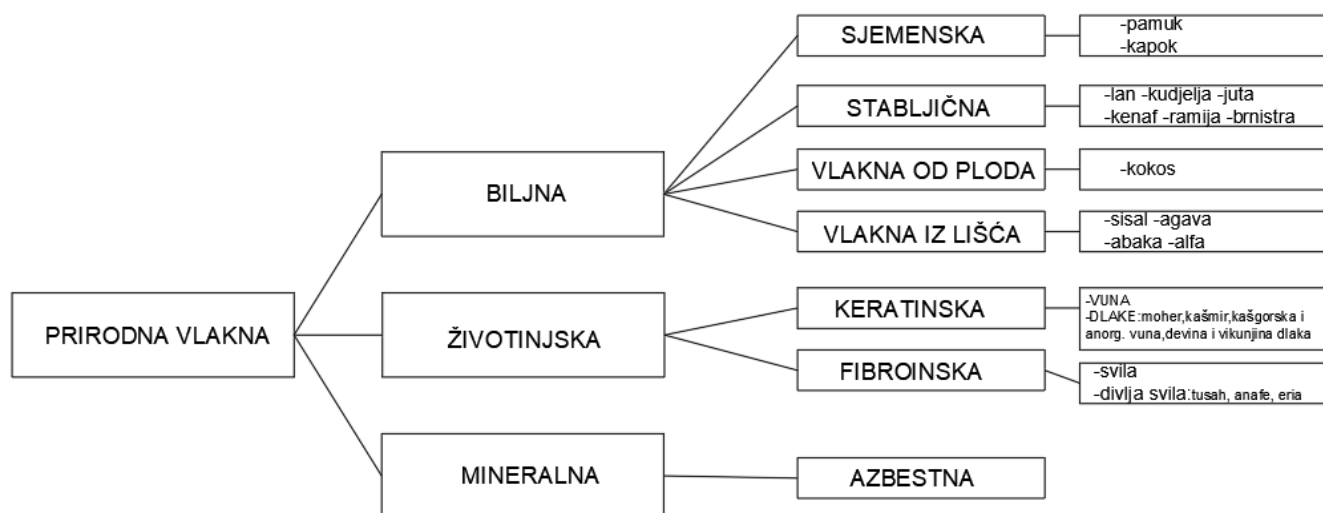 SJEMENSKA
-pamuk
-kapok
STABLJIČNA
-lan -kudjelja -juta
-kenaf -ramija -brnistra
BILJNA
VLAKNA OD PLODA
-kokos
VLAKNA IZ LIŠĆA
-sisal -agava
-abaka -alfa
PRIRODNA VLAKNA
ŽIVOTINJSKA
KERATINSKA
-VUNA
-DLAKE:moher,kašmir,kašgorska i
anorg. vuna,devina i vikunjina dlaka
FIBROINSKA
-svila
-divlja svila:tusah, anafe, eria
MINERALNA
AZBESTNA